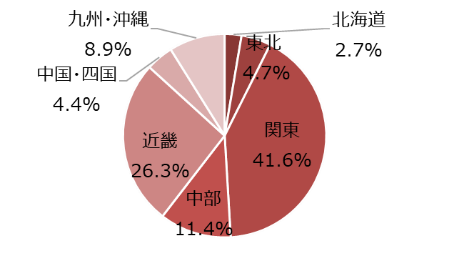 北海道
2.7%
東北
4.7%
関東
41.6%
中部
11.4%
近畿
26.3%
中国・四国
4.4%
九州・沖縄
8.9%